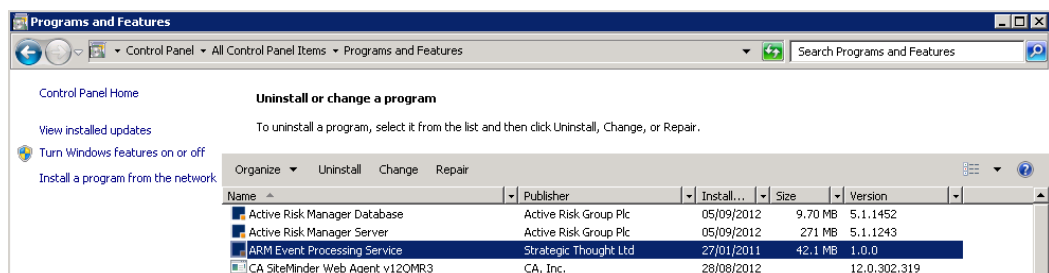 Programs and Features
Control Panel All Control Panel Items Programs and Features Search Programs and Features
Control Panel Home
Uninstall or change a program
View installed updates
To uninstall a program, select it from the list and then click Uninstall, Change, or Repair.
Turn Windows features on or off
Install a program from the network
Organize Uninstall Change Repair
Name Publisher Install... Size Version
Active Risk Manager Database Active Risk Group Plc 05/09/2012 9.70 MB 5.1.1452
Active Risk Manager Server Active Risk Group Plc 05/09/2012 271 MB 5.1.1243
ARM Event Processing Service Strategic Thought Ltd 27/01/2011 42.1 MB 1.0.0
CA SiteMinder Web Agent v12QMR3 CA, Inc. 28/08/2012 12.0.302.319